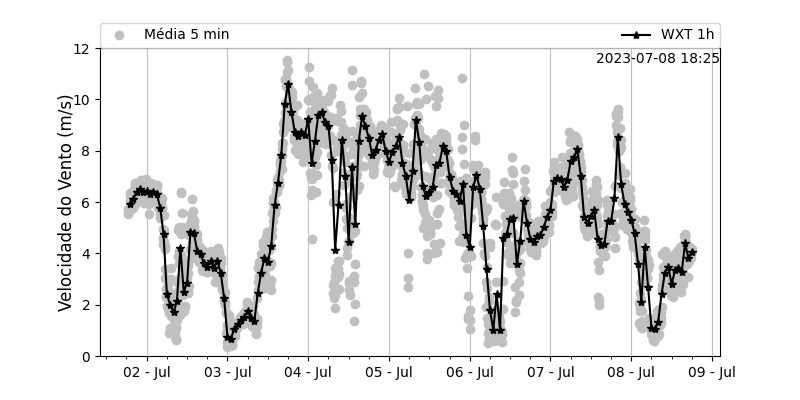 Média 5 min
WXT 1h
2023-07-08 18:25
Velocidade do Vento (m/s)
12
10
8
6
4
2
0
02 - Jul
03 - Jul
04 - Jul
05 - Jul
06 - Jul
07 - Jul
08 - Jul
09 - Jul